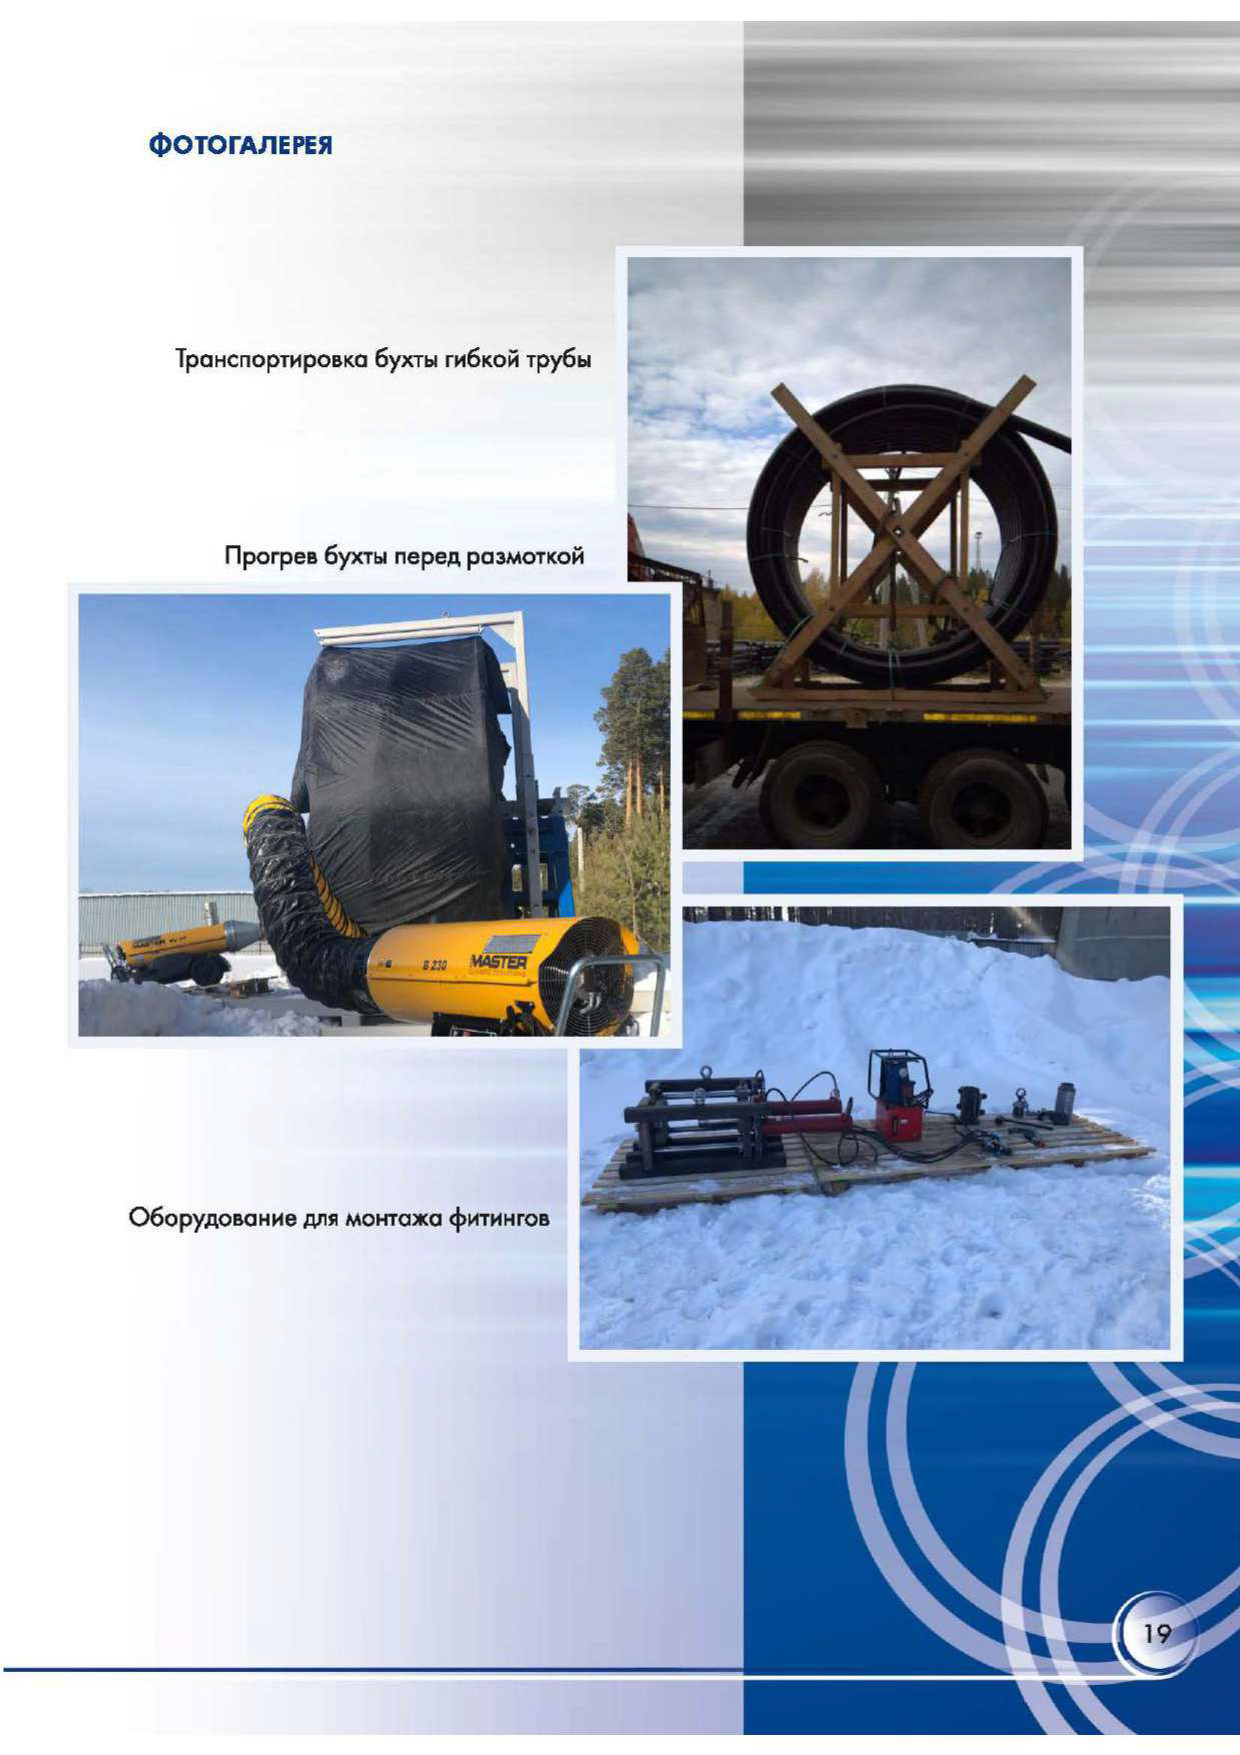 ФОТОГАЛЕРЕЯ
Транспортировка бухты гибкой трубы
Прогрев бухты перед размоткой
MASTER
B 230
MASTER
Оборудование для монтажа фитингов
19